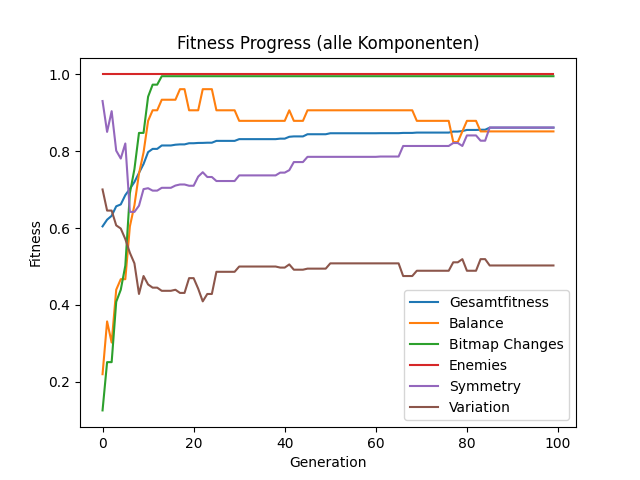 Fitness Progress (alle Komponenten)
Fitness
1.0
0.8
0.6
0.4
0.2
0
20
40
60
80
100
Generation
Gesamtfitness
Balance
Bitmap Changes
Enemies
Symmetry
Variation